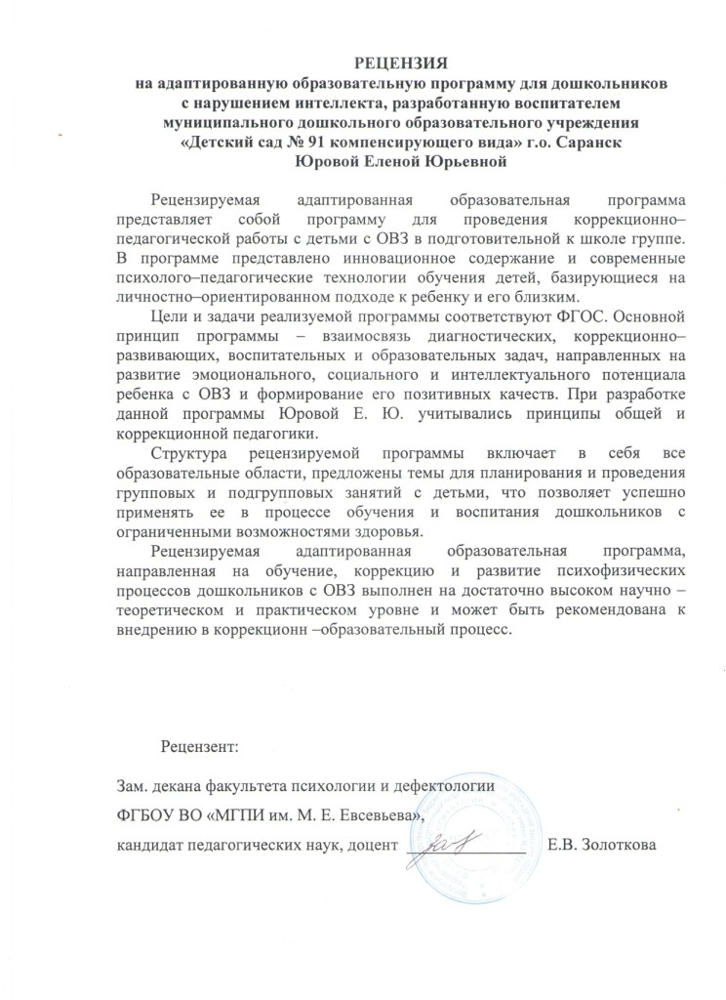 РЕЦЕНЗИЯ
на адаптированную образовательную программу для дошкольников
с нарушением интеллекта, разработанную воспитателем
муниципального дошкольного образовательного учреждения
«Детский сад № 91 компенсирующего вида» г.о. Саранск
Юровой Еленой Юрьевной
Рецензируемая адаптированная образовательная программа
представляет собой программу для проведения коррекционно–
педагогической работы с детьми с ОВЗ в подготовительной к школе группе.
В программе представлено инновационное содержание и современные
психолого–педагогические технологии обучения детей, базирующиеся на
личностно–ориентированном подходе к ребенку и его близким.
Цели и задачи реализуемой программы соответствуют ФГОС. Основной
принцип программы – взаимосвязь диагностических, коррекционно–
развивающих, воспитательных и образовательных задач, направленных на
развитие эмоционального, социального и интеллектуального потенциала
ребенка с ОВЗ и формирование его позитивных качеств. При разработке
данной программы Юровой Е. Ю. учитывались принципы общей и
коррекционной педагогики.
Структура рецензируемой программы включает в себя все
образовательные области, предложены темы для планирования и проведения
групповых и подгрупповых занятий с детьми, что позволяет успешно
применять ее в процессе обучения и воспитания дошкольников с
ограниченными возможностями здоровья.
Рецензируемая адаптированная образовательная программа,
направленная на обучение, коррекцию и развитие психофизических
процессов дошкольников с ОВЗ выполнен на достаточно высоком научно –
теоретическом и практическом уровне и может быть рекомендована к
внедрению в коррекционн –образовательный процесс.
Рецензент:
Зам. декана факультета психологии и дефектологии
ФГБОУ ВО «МГПИ им. М. Е. Евсевьева»,
кандидат педагогических наук, доцент ______________ Е.В. Золоткова